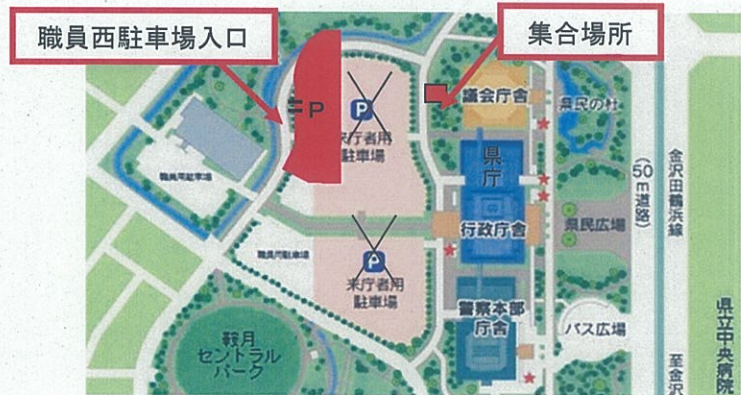 職員西駐車場入口
集合場所
P
P
来庁者用
駐車場
議会庁舎
県民の杜
県庁
職員用駐車場
行政庁舎
県民広場
(50m道路)
金沢田鶴浜線
職員用駐車場
P
来庁者用
駐車場
警察本部
庁舎
バス広場
鞍月
セントラル
パーク
県立中央病院
至金沢